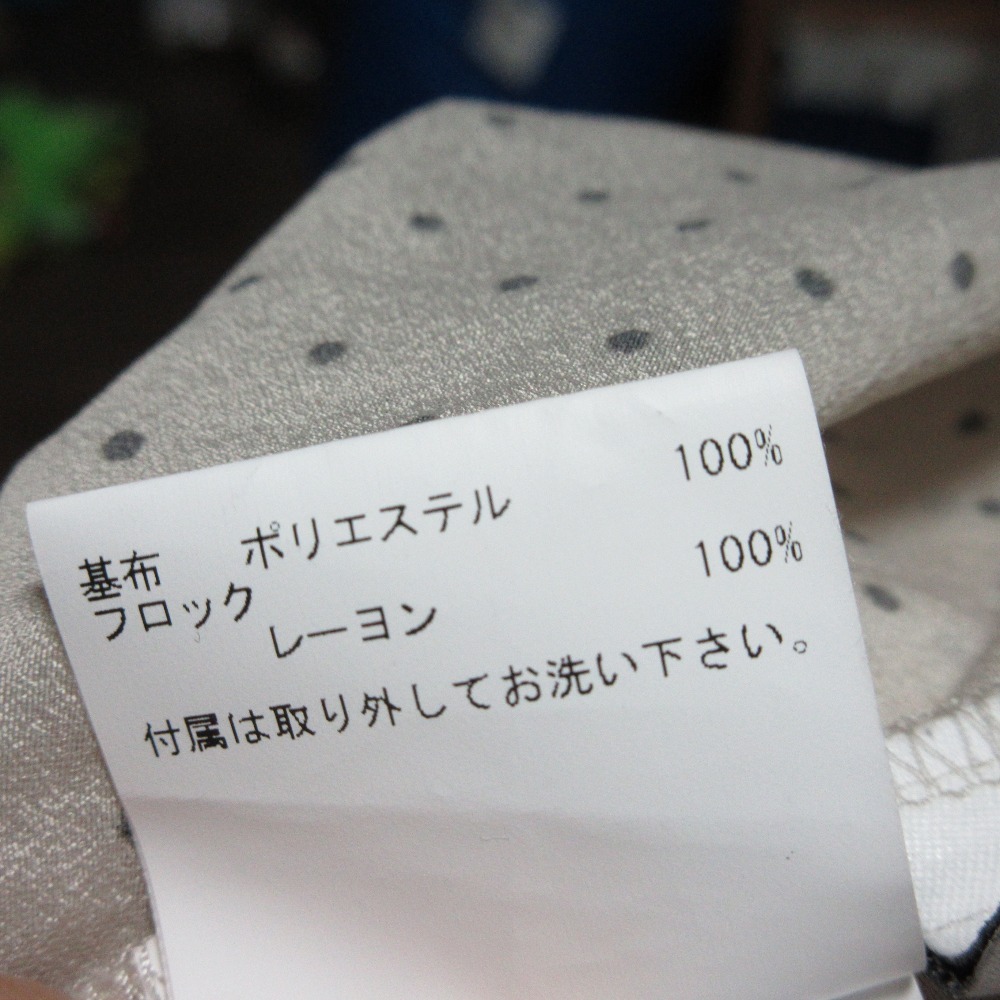 基布 ポリエステル 100%
フロック
レーヨン 100%
付属は取り外してお洗い下さい。